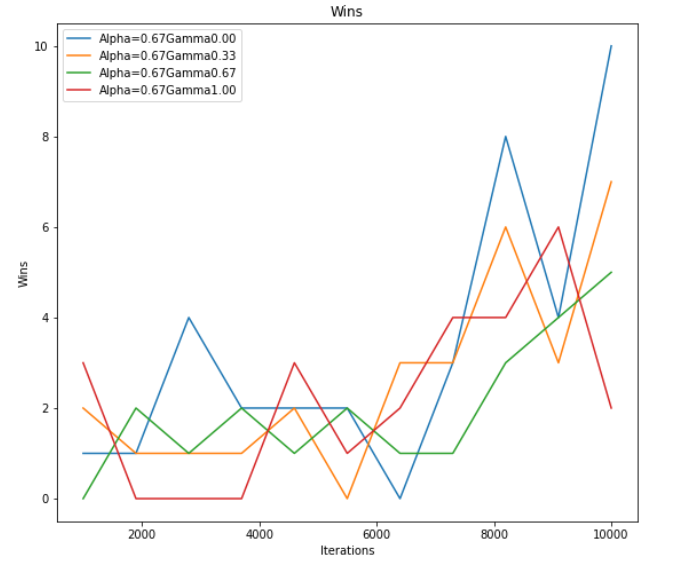 Wins
Alpha=0.67Gamma0.00
Alpha=0.67Gamma0.33
Alpha=0.67Gamma0.67
Alpha=0.67Gamma1.00
10
8
6
4
2
0
Wins
2000 4000 6000 8000 10000
Iterations